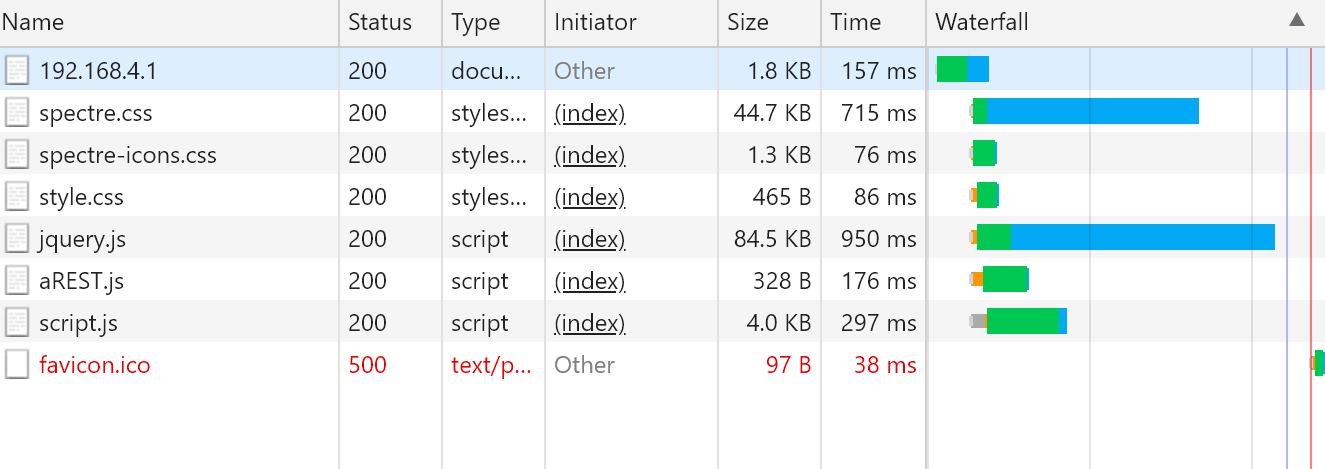 Name Status Type Initiator Size Time Waterfall ▲
192.168.4.1 200 docu... Other 1.8 KB 157 ms
spectre.css 200 styles... (index) 44.7 KB 715 ms
spectre-icons.css 200 styles... (index) 1.3 KB 76 ms
style.css 200 styles... (index) 465 B 86 ms
jquery.js 200 script (index) 84.5 KB 950 ms
aREST.js 200 script (index) 328 B 176 ms
script.js 200 script (index) 4.0 KB 297 ms
favicon.ico 500 text/p... Other 97 B 38 ms